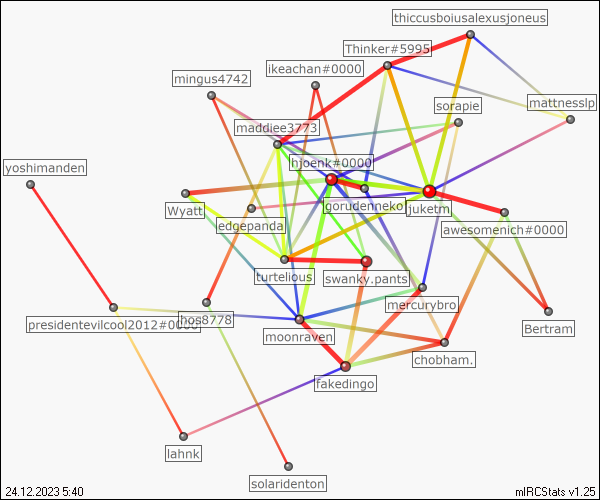 thiccusboiusalexusjoneus
Thinker#5995
ikeachan#0000
mingus4742
sorapie
mattnesslp
maddiee3773
njoenk#0000
yoshimanden
Wyatt
gorudenneko
juketm
edgepanda
awesomenich#0000
turtelious
swanky.pants
mercurybro
presidentevilcool2012#0000
hos8778
Bertram
moonraven
chobham.
fakedingo
lahnk
solaridenton
24.12.2023 5:40
mIRCStats v1.25